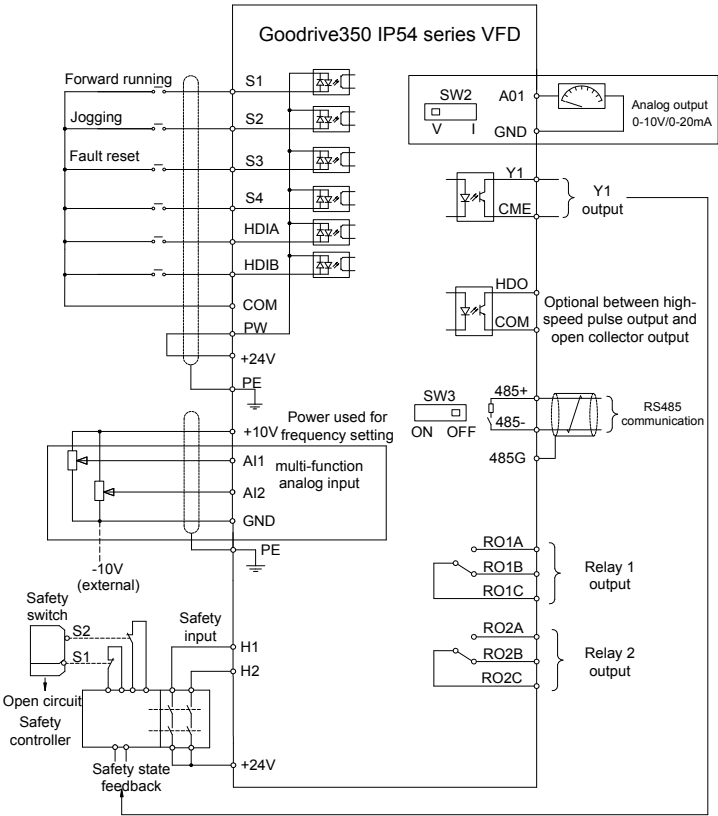 Goodrive350 IP54 series VFD
Forward running
S1
Jogging
S2
Fault reset
S3
S4
HDIA
HDIB
COM
PW
+24V
PE
SW2
V I
A01
GND
Analog output
0-10V/0-20mA
Y1
CME
Y1
output
HDO
COM
Optional between high-
speed pulse output and
open collector output
SW3
ON OFF
485+
485-
485G
RS485
communication
+10V
Power used for
frequency setting
AI1
AI2
multi-function
analog input
GND
PE
-10V
(external)
RO1A
RO1B
RO1C
Relay 1
output
RO2A
RO2B
RO2C
Relay 2
output
Safety
switch
S2
S1
Open circuit
Safety
controller
Safety
input
H1
H2
+24V
Safety state
feedback